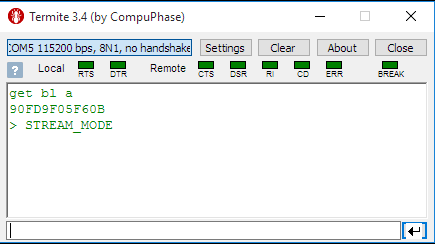 Termite 3.4 (by CompuPhase)
COM5 115200 bps, 8N1, no handshake
Settings
Clear
About
Close
?
Local
RTS
DTR
Remote
CTS
DSR
RI
CD
ERR
BREAK
get bl a
90FD9F05F60B
> STREAM_MODE